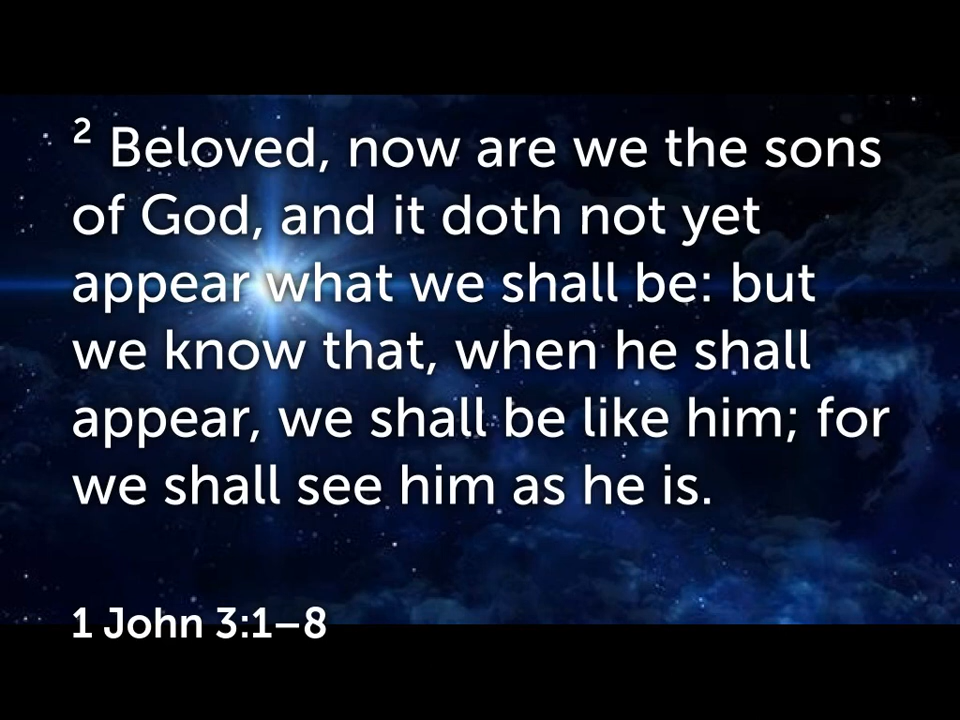 ² Beloved, now are we the sons
of God, and it doth not yet
appear what we shall be: but
we know that, when he shall
appear, we shall be like him; for
we shall see him as he is.
1 John 3:1–8